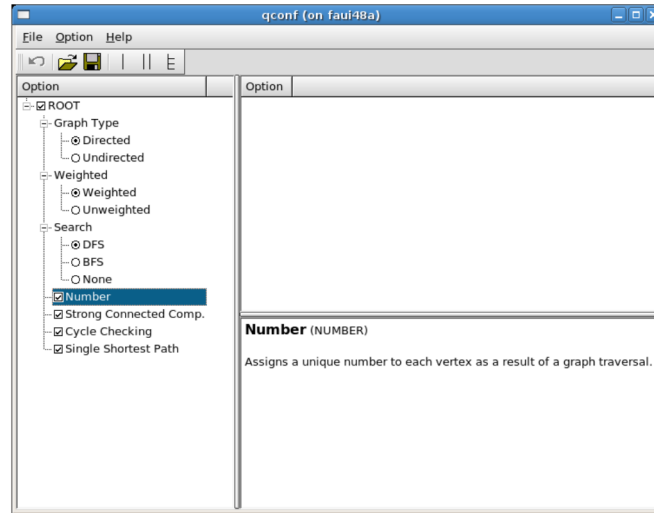 qconf (on faui48a)
File Option Help
Option
Option
ROOT
Graph Type
Directed
Undirected
Weighted
Weighted
Unweighted
Search
DFS
BFS
None
Number
Strong Connected Comp.
Cycle Checking
Single Shortest Path
Number (NUMBER)
Assigns a unique number to each vertex as a result of a graph traversal.